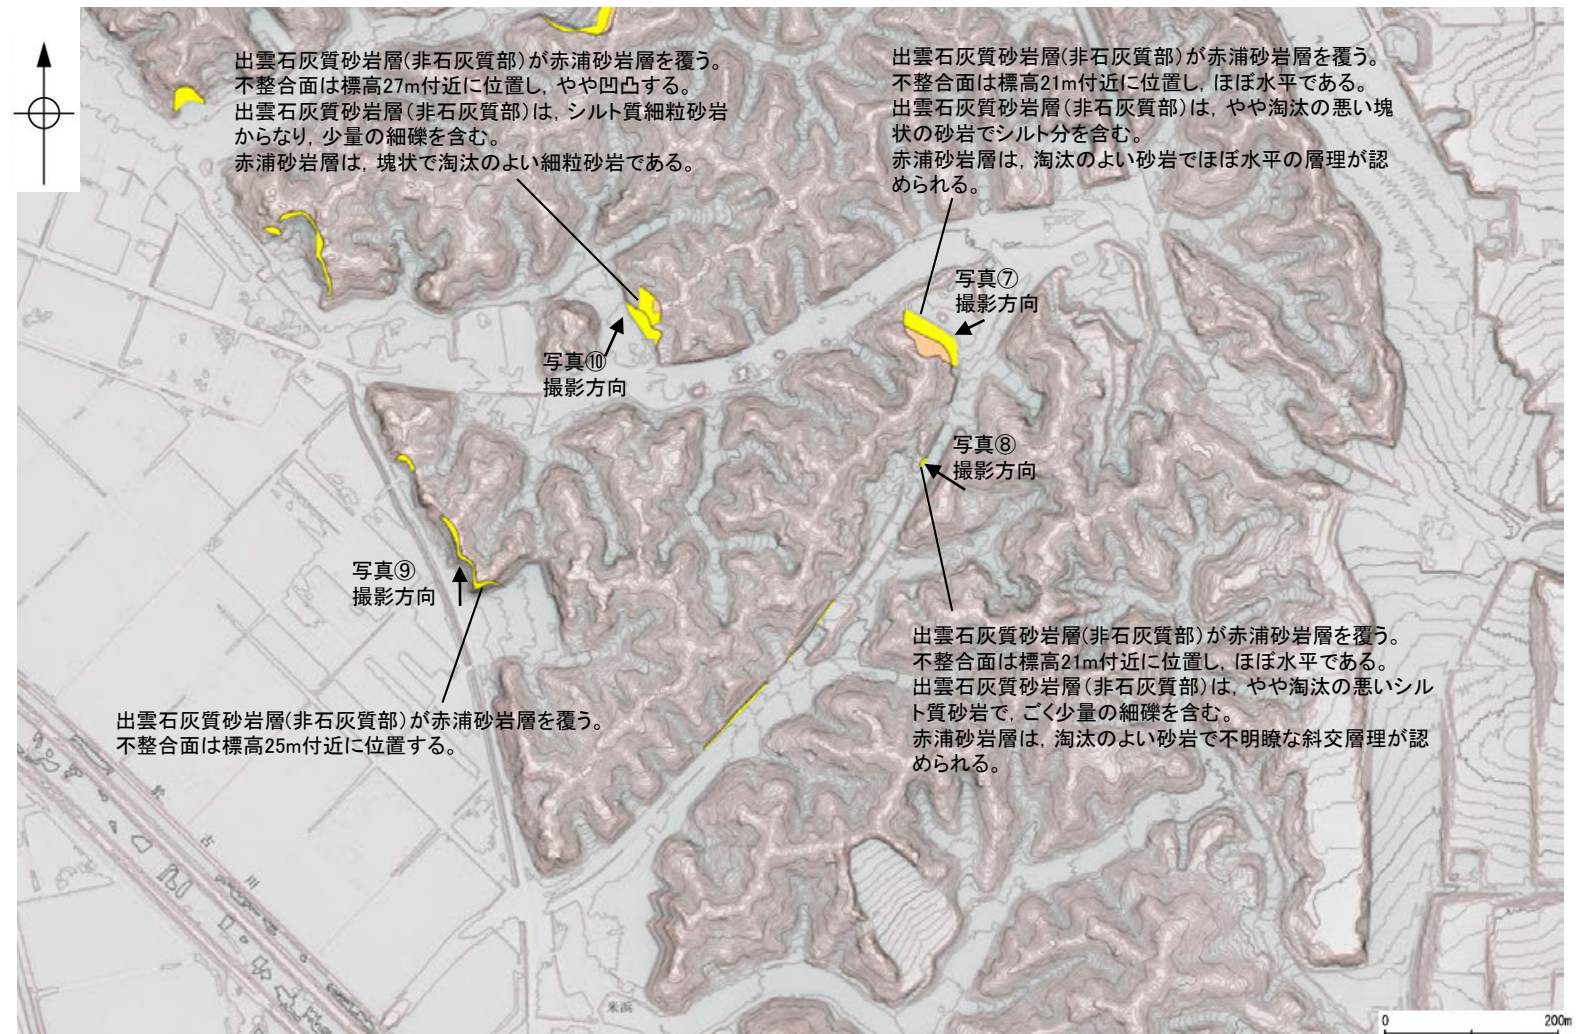 出雲石灰質砂岩層(非石灰質部)が赤浦砂岩層を覆う。
不整合面は標高27m付近に位置し，やや凹凸する。
出雲石灰質砂岩層(非石灰質部)は，シルト質細粒砂岩
からなり，少量の細礫を含む。
赤浦砂岩層は，塊状で淘汰のよい細粒砂岩である。
出雲石灰質砂岩層(非石灰質部)が赤浦砂岩層を覆う。
不整合面は標高21m付近に位置し，ほぼ水平である。
出雲石灰質砂岩層(非石灰質部)は，やや淘汰の悪い塊
状の砂岩でシルト分を含む。
赤浦砂岩層は，淘汰のよい砂岩でほぼ水平の層理が認
められる。
写真⑦
撮影方向
写真⑩
撮影方向
写真⑧
撮影方向
写真⑨
撮影方向
出雲石灰質砂岩層(非石灰質部)が赤浦砂岩層を覆う。
不整合面は標高21m付近に位置し，ほぼ水平である。
出雲石灰質砂岩層(非石灰質部)は，やや淘汰の悪いシル
ト質砂岩で，ごく少量の細礫を含む。
赤浦砂岩層は，淘汰のよい砂岩で不明瞭な斜交層理が認
められる。
出雲石灰質砂岩層(非石灰質部)が赤浦砂岩層を覆う。
不整合面は標高25m付近に位置する。
於古川
米浜
0 200m